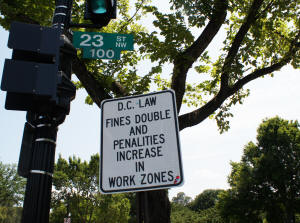 23 ST NW
100
D.C. LAW
FINES DOUBLE
AND
PENALITIES
INCREASE
IN
WORK ZONES